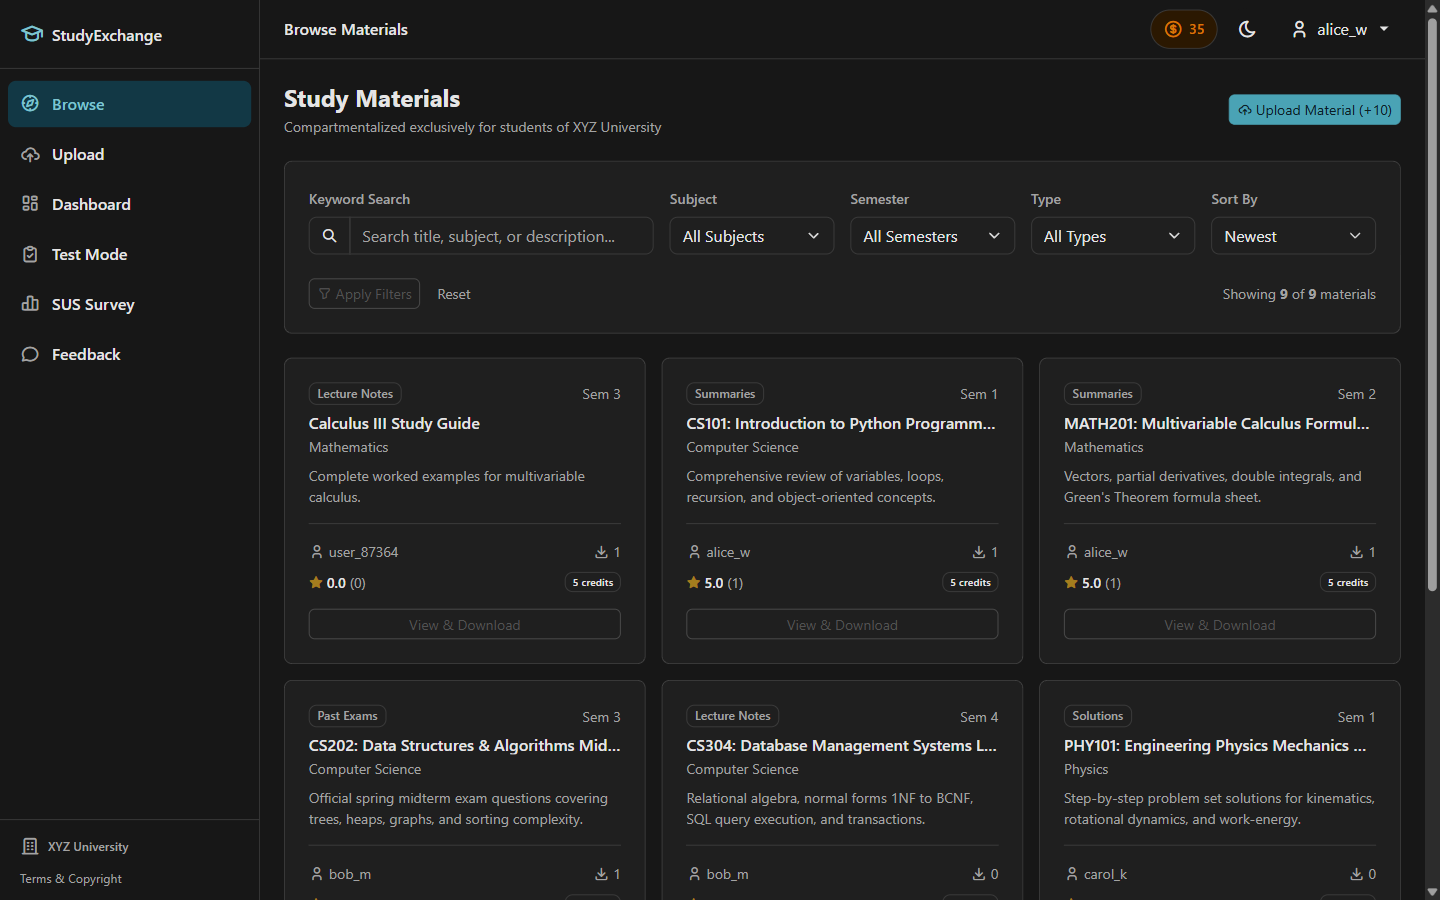 StudyExchange
Browse
Upload
Dashboard
Test Mode
SUS Survey
Feedback
XYZ University
Terms & Copyright
Browse Materials
35
alice_w
Study Materials
Compartmentalized exclusively for students of XYZ University
Upload Material (+10)
Keyword Search
Subject
Semester
Type
Sort By
Search title, subject, or description...
All Subjects
All Semesters
All Types
Newest
Apply Filters
Reset
Showing 9 of 9 materials
Lecture Notes
Sem 3
Calculus III Study Guide
Mathematics
Complete worked examples for multivariable
calculus.
user_87364
1
0.0 (0)
5 credits
View & Download
Summaries
Sem 1
CS101: Introduction to Python Programm...
Computer Science
Comprehensive review of variables, loops,
recursion, and object-oriented concepts.
alice_w
1
5.0 (1)
5 credits
View & Download
Summaries
Sem 2
MATH201: Multivariable Calculus Formul...
Mathematics
Vectors, partial derivatives, double integrals, and
Green's Theorem formula sheet.
alice_w
1
5.0 (1)
5 credits
View & Download
Past Exams
Sem 3
CS202: Data Structures & Algorithms Mid...
Computer Science
Official spring midterm exam questions covering
trees, heaps, graphs, and sorting complexity.
bob_m
1
Lecture Notes
Sem 4
CS304: Database Management Systems L...
Computer Science
Relational algebra, normal forms 1NF to BCNF,
SQL query execution, and transactions.
bob_m
0
Solutions
Sem 1
PHY101: Engineering Physics Mechanics ...
Physics
Step-by-step problem set solutions for kinematics,
rotational dynamics, and work-energy.
carol_k
0